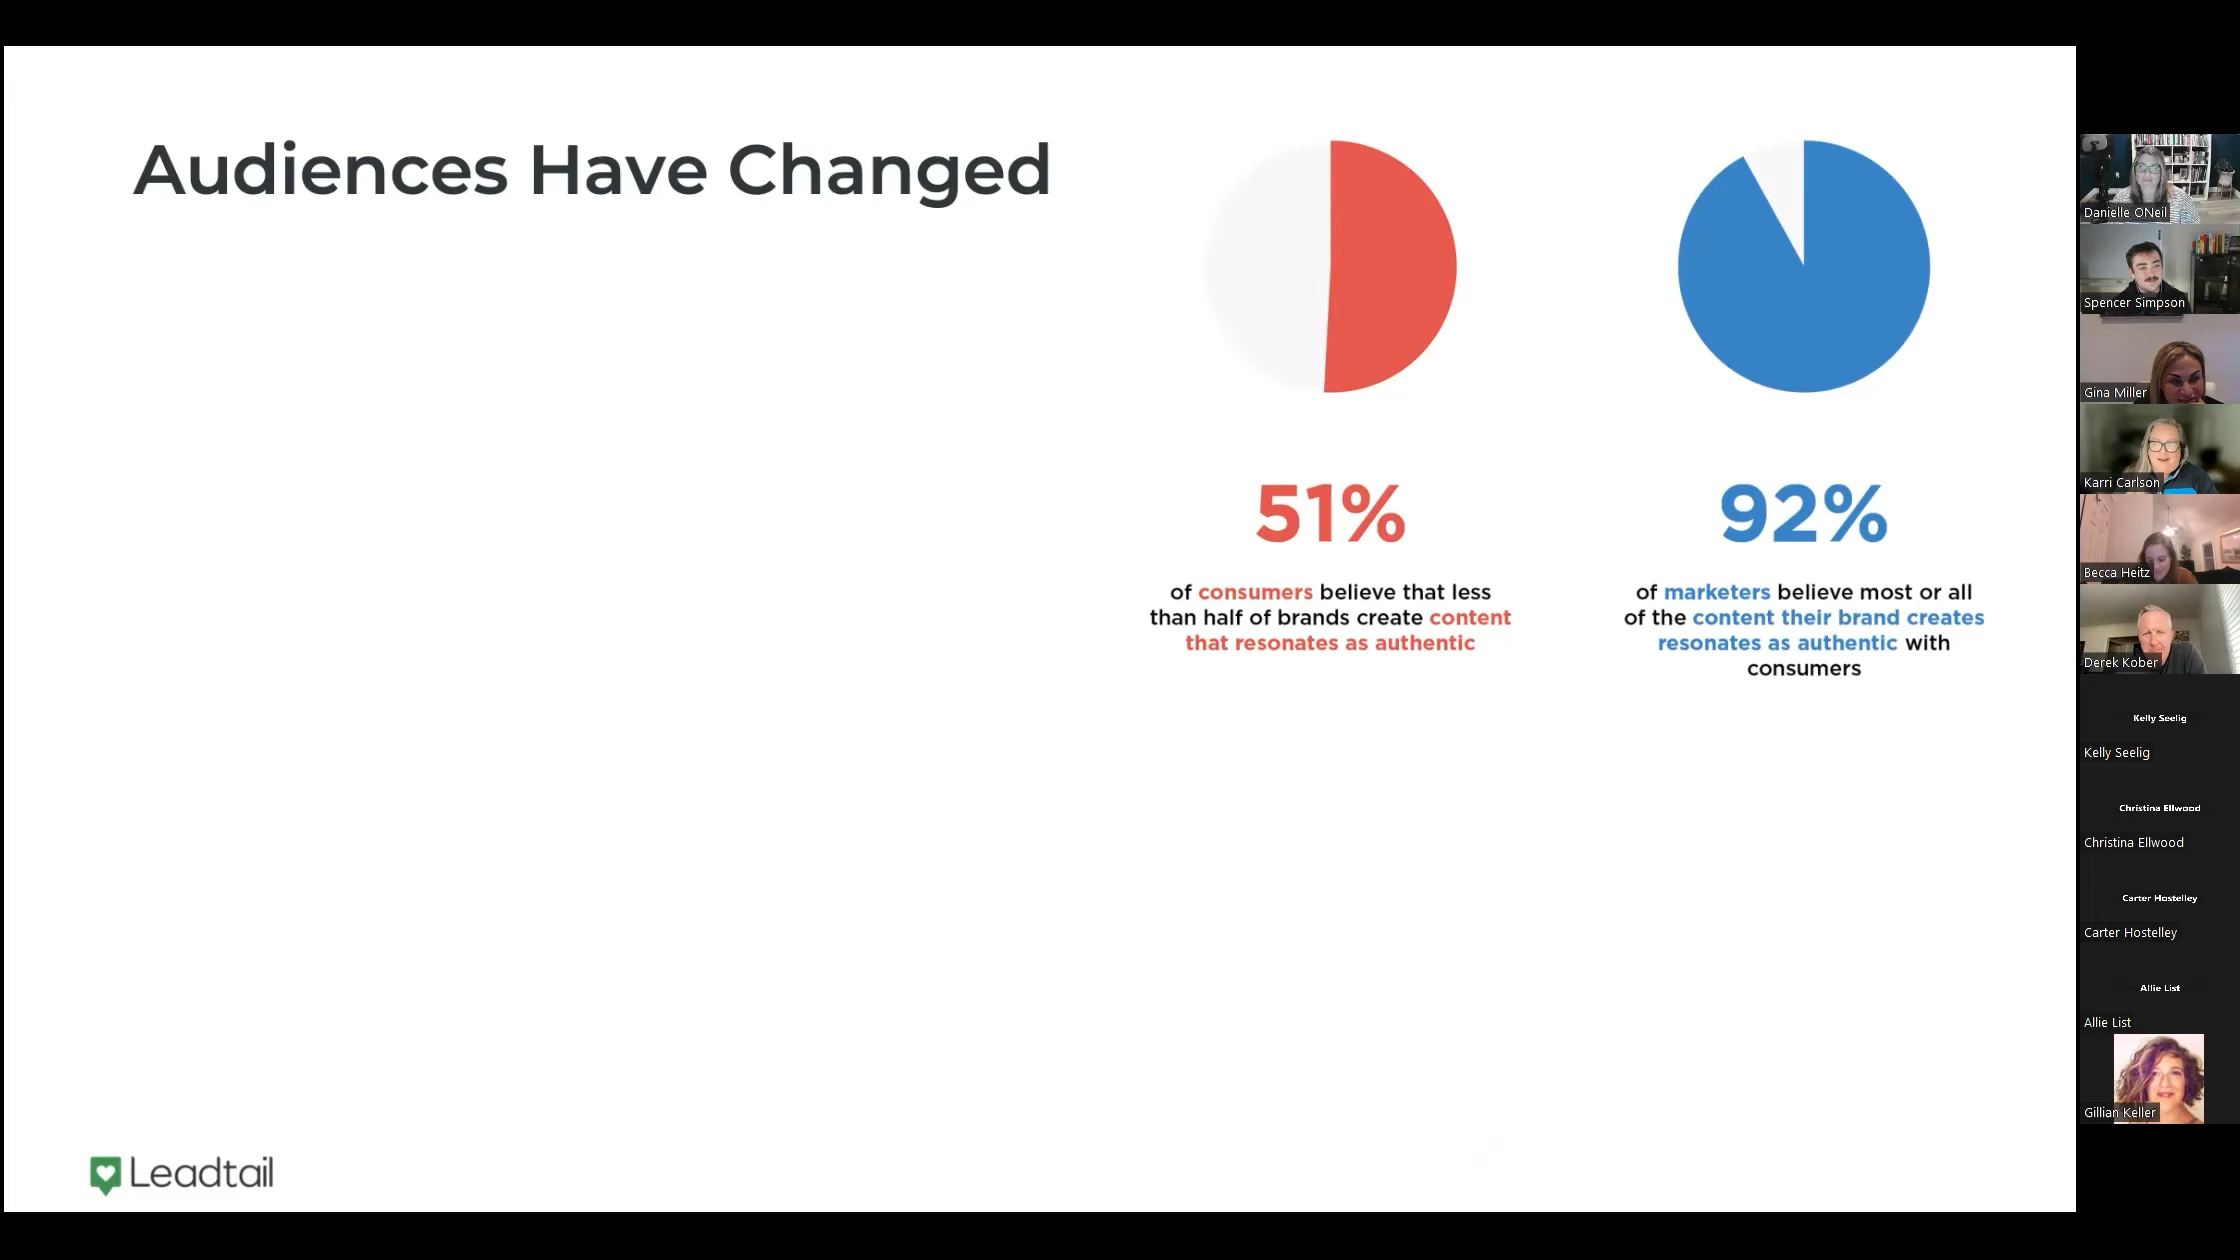 Audiences Have Changed
51%
of consumers believe that less
than half of brands create content
that resonates as authentic
92%
of marketers believe most or all
of the content their brand creates
resonates as authentic with
consumers
Leadtail
Danielle ONeil
Spencer Simpson
Gina Miller
Karri Carlson
Becca Heitz
Derek Kober
Kelly Seelig
Kelly Seelig
Christina Ellwood
Christina Ellwood
Carter Hostelley
Carter Hostelley
Allie List
Allie List
Gillian Keller